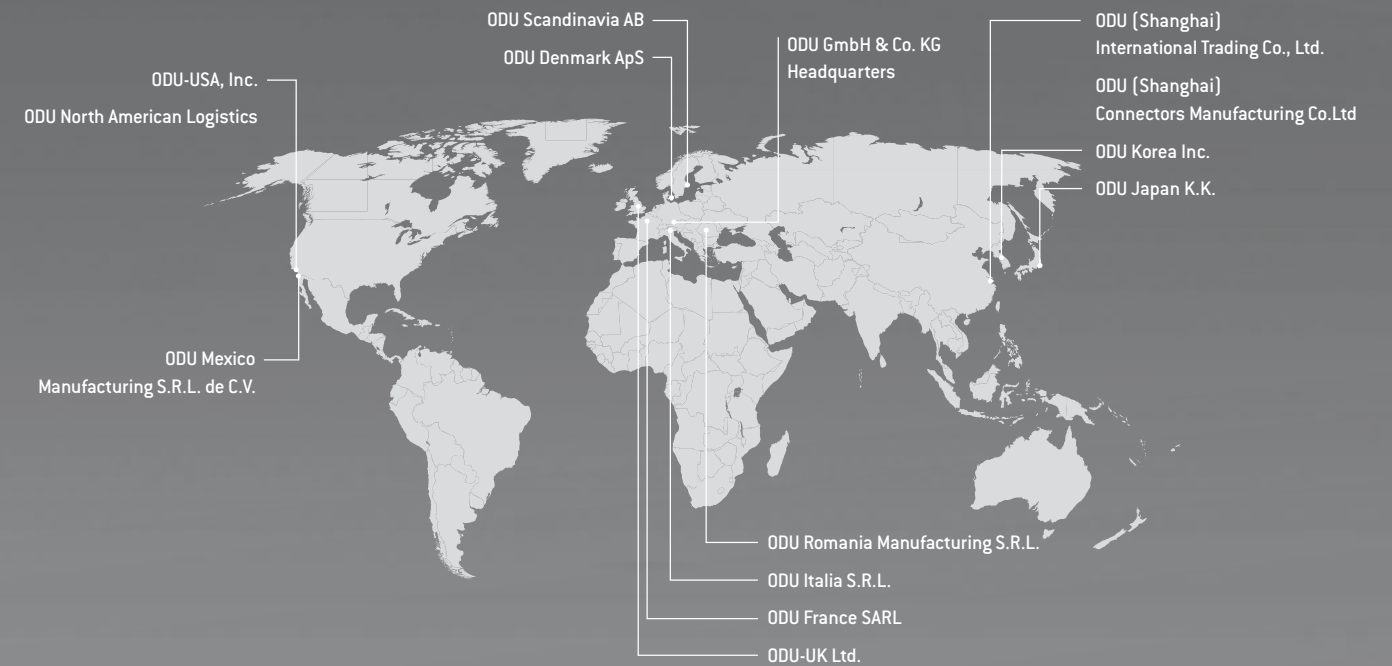 ODU Scandinavia AB
ODU Denmark ApS
ODU GmbH & Co. KG
Headquarters
ODU (Shanghai)
International Trading Co., Ltd.
ODU (Shanghai)
Connectors Manufacturing Co.Ltd
ODU Korea Inc.
ODU Japan K.K.
ODU-USA, Inc.
ODU North American Logistics
ODU Mexico
Manufacturing S.R.L. de C.V.
ODU Romania Manufacturing S.R.L.
ODU Italia S.R.L.
ODU France SARL
ODU-UK Ltd.